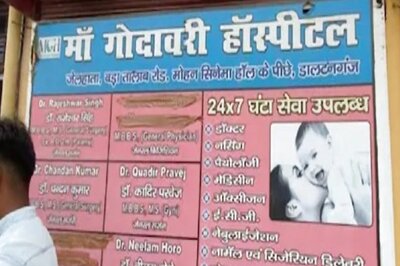 माँ गोदावरी हॉस्पीटल
जेलहाता, बड़ा तालाब रोड, मोहन सिनेमा हॉल के पीछे, डालटनगंज
Dr. Rajeshwar Singh
M.B.B.S., General Physician
Dr. Chandan Kumar
डॉ. चन्दन कुमार
Dr. Quadir Pravej
डॉ. कादिर परवेज
Dr. Neelam Horo
24x7 घंटा सेवा उपलब्ध
डॉक्टर
नर्सिंग
पैथोलॉजी
मेडिसीन
ऑक्सीजन
ई.सी.जी.
नेबुलाईजेशन
नार्मल एवं सिजेरियन डिलेवरी